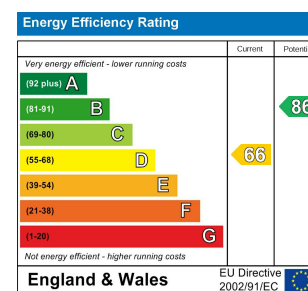 Energy Efficiency Rating
Current Potenti
Very energy efficient - lower running costs
(92 plus) A
(81-91) B 86
(69-80) C
(55-68) D 66
(39-54) E
(21-38) F
(1-20) G
Not energy efficient - higher running costs
England & Wales
EU Directive
2002/91/EC